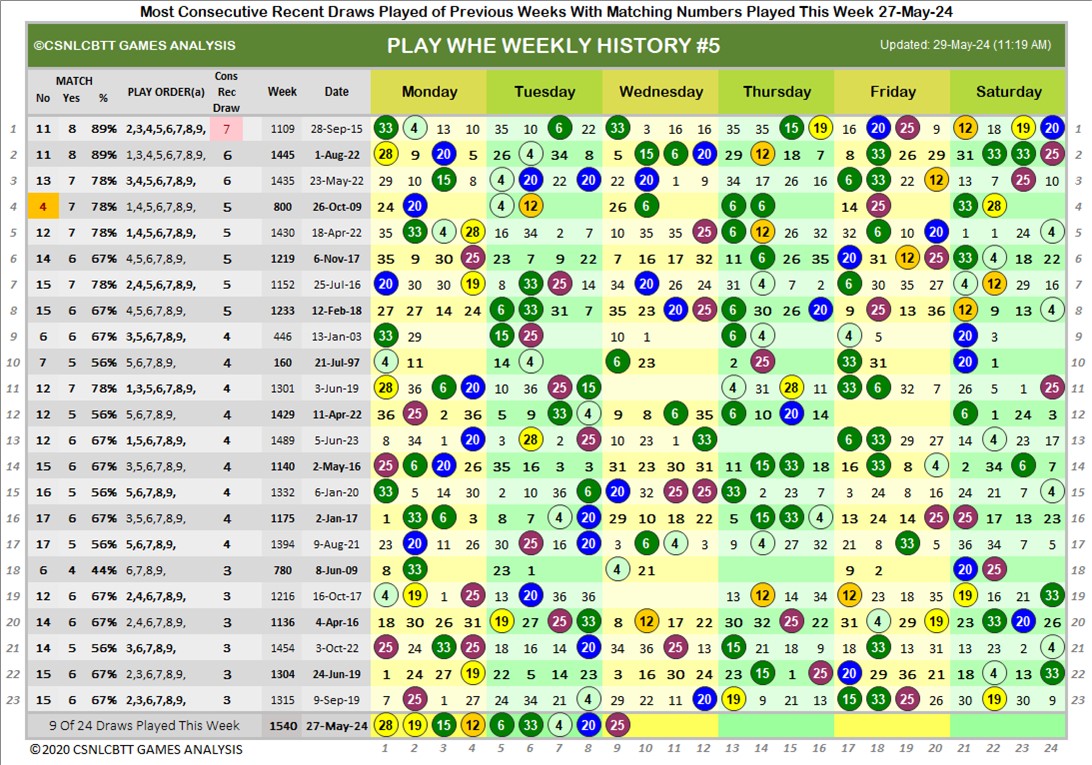 Most Consecutive Recent Draws Played of Previous Weeks With Matching Numbers Played This Week 27-May-24
©CSNLCBTT GAMES ANALYSIS PLAY WHE WEEKLY HISTORY #5 Updated: 29-May-24 (11:19 AM)
MATCH Cons Rec Draw
No Yes % PLAY ORDER(a) Week Date Monday Tuesday Wednesday Thursday Friday Saturday
1 11 8 89% 2,3,4,5,6,7,8,9, 7 1109 28-Sep-15 33 4 13 10 35 10 6 22 33 3 16 16 35 35 15 19 16 20 25 9 12 18 19 20 1
2 11 8 89% 1,3,4,5,6,7,8,9, 6 1445 1-Aug-22 28 9 20 5 26 4 34 8 5 15 6 20 29 12 18 7 8 33 26 29 31 33 33 25 2
3 13 7 78% 3,4,5,6,7,8,9, 6 1435 23-May-22 29 10 15 8 4 20 22 20 22 20 1 9 34 17 26 16 6 33 22 12 13 7 25 10 3
4 4 7 78% 1,4,5,6,7,8,9, 5 800 26-Oct-09 24 20 4 12 26 6 6 6 14 25 33 28 4
5 12 7 78% 1,4,5,6,7,8,9, 5 1430 18-Apr-22 35 33 4 28 16 34 2 7 10 35 35 25 6 12 26 32 32 6 10 20 1 1 24 4 5
6 14 6 67% 4,5,6,7,8,9, 5 1219 6-Nov-17 35 9 30 25 23 7 9 22 7 16 17 32 11 6 26 35 20 31 12 25 33 4 18 22 6
7 15 7 78% 2,4,5,6,7,8,9, 5 1152 25-Jul-16 20 30 30 19 8 33 25 14 34 20 26 24 31 4 7 2 6 30 35 27 4 12 29 16 7
8 15 6 67% 4,5,6,7,8,9, 5 1233 12-Feb-18 27 27 14 24 6 33 31 7 35 23 20 25 6 30 16 20 9 25 13 36 12 9 13 4 8
9 6 6 67% 3,5,6,7,8,9, 4 446 13-Jan-03 33 29 15 25 10 1 6 4 4 5 20 3 9
10 7 5 56% 5,6,7,8,9, 4 160 21-Jul-97 4 11 14 4 6 23 2 25 33 31 20 1 10
11 12 7 78% 1,3,5,6,7,8,9, 4 1301 3-Jun-19 28 36 6 20 10 36 25 15 4 31 28 11 33 6 32 7 26 5 1 25 11
12 12 5 56% 5,6,7,8,9, 4 1429 11-Apr-22 36 25 2 36 5 9 33 4 9 8 6 35 6 10 20 14 6 1 24 3 12
13 12 6 67% 1,5,6,7,8,9, 4 1489 5-Jun-23 8 34 1 20 3 28 2 25 10 23 1 33 6 33 29 27 14 4 23 17 13
14 15 6 67% 3,5,6,7,8,9, 4 1140 2-May-16 25 6 20 26 35 16 3 3 31 23 30 31 11 15 33 18 16 33 8 4 2 34 6 7 14
15 16 5 56% 5,6,7,8,9, 4 1332 6-Jan-20 33 5 14 30 2 10 36 6 20 32 25 25 33 2 23 7 3 24 8 16 24 21 7 4 15
16 17 6 67% 3,5,6,7,8,9, 4 1175 2-Jan-17 1 33 6 3 8 7 4 20 29 10 18 22 5 15 33 4 13 24 14 25 25 17 13 23 16
17 17 5 56% 5,6,7,8,9, 4 1394 9-Aug-21 23 20 11 26 30 25 16 20 3 6 4 3 9 4 27 32 21 8 33 5 36 34 7 5 17
18 6 4 44% 6,7,8,9, 3 780 8-Jun-09 8 33 23 1 4 21 9 2 20 25 18
19 12 6 67% 2,4,6,7,8,9, 3 1216 16-Oct-17 4 19 1 25 13 20 36 36 13 12 14 34 12 23 18 35 19 16 21 33 19
20 14 6 67% 2,4,6,7,8,9, 3 1136 4-Apr-16 18 30 26 31 19 27 25 33 8 12 17 22 30 32 25 22 31 4 29 19 23 33 20 26 20
21 14 5 56% 3,6,7,8,9, 3 1454 3-Oct-22 25 24 33 25 18 16 14 20 34 36 25 13 15 21 18 9 18 33 31 31 13 23 2 4 21
22 15 6 67% 2,3,6,7,8,9, 3 1304 24-Jun-19 1 24 27 19 22 5 14 23 3 16 30 24 23 15 1 25 20 29 36 21 18 4 13 33 22
23 15 6 67% 2,3,6,7,8,9, 3 1315 9-Sep-19 7 25 1 27 24 34 21 4 29 22 11 20 19 9 21 13 15 33 25 26 30 19 30 9 23
9 Of 24 Draws Played This Week 1540 27-May-24 28 19 15 12 6 33 4 20 25
© 2020 CSNLCBTT GAMES ANALYSIS 1 2 3 4 5 6 7 8 9 10 11 12 13 14 15 16 17 18 19 20 21 22 23 24